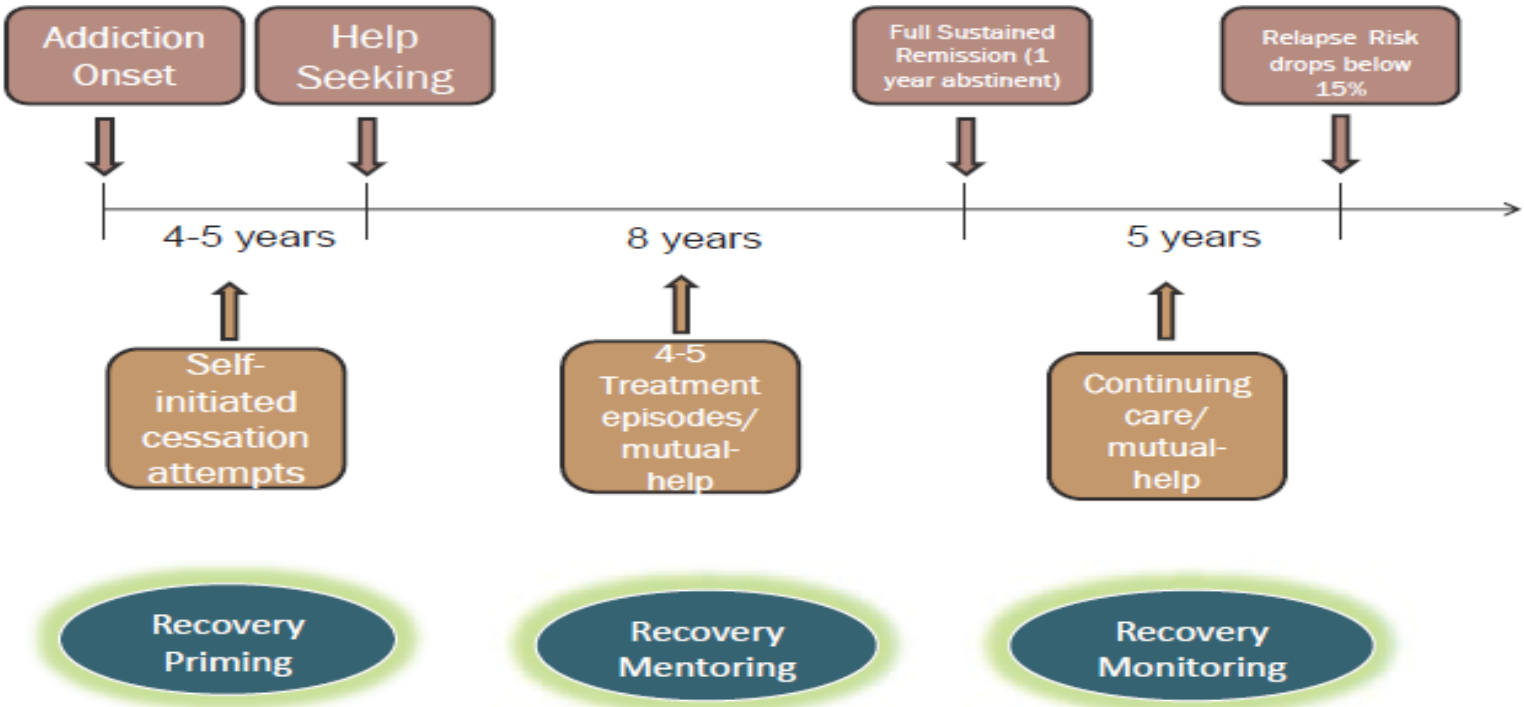 Addiction
Onset
Help
Seeking
Full Sustained
Remission (1
year abstinent)
Relapse Risk
drops below
15%
4-5 years
8 years
5 years
Self-
initiated
cessation
attempts
4-5
Treatment
episodes/
mutual-
help
Continuing
care/
mutual-
help
Recovery
Priming
Recovery
Mentoring
Recovery
Monitoring